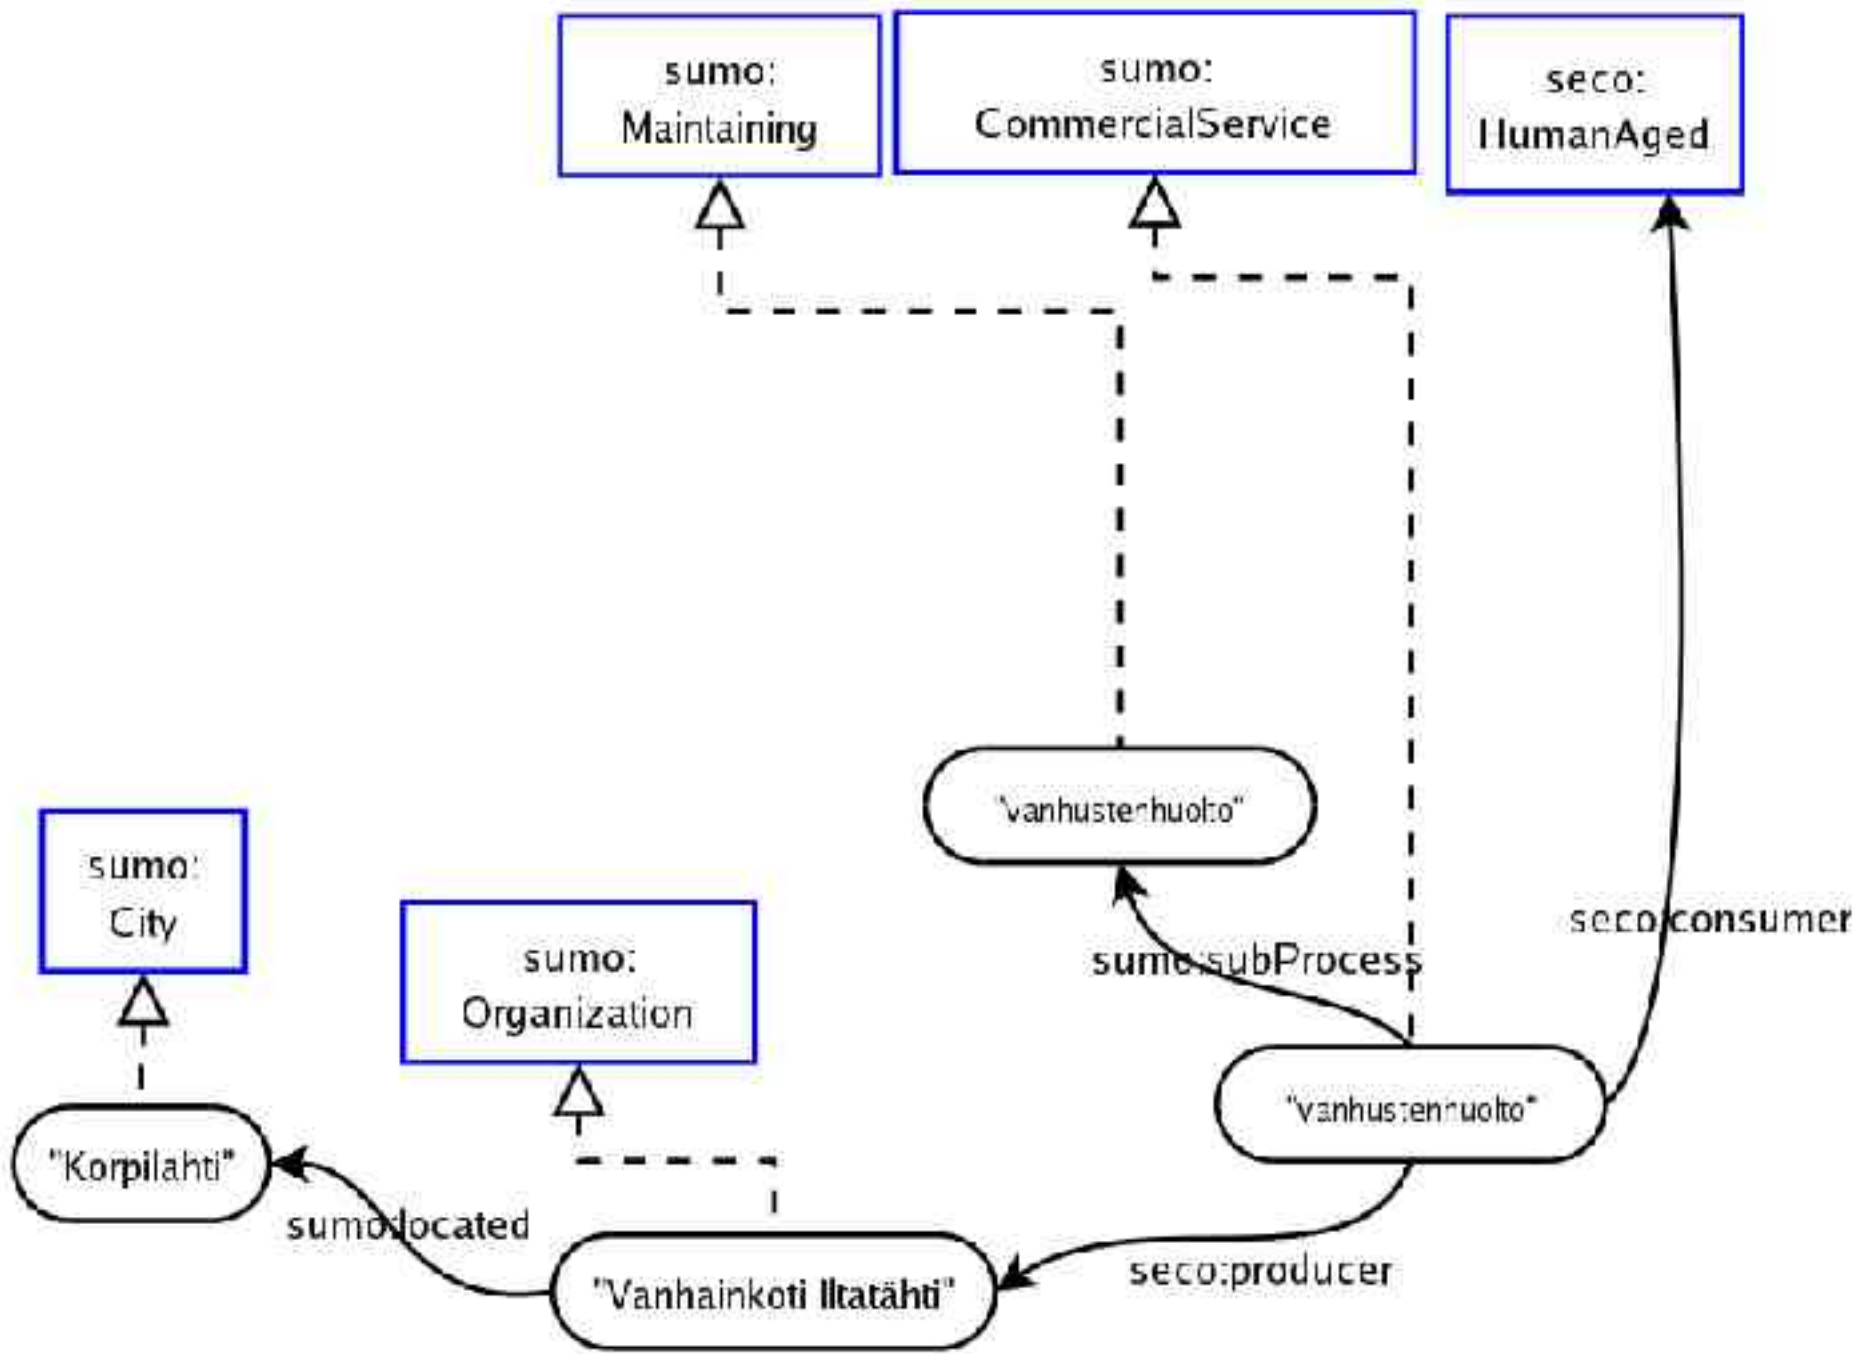 sumo:
Maintaining
sumo:
CommercialService
seco:
HumanAged
"vanhustenhuolto"
sumo:
City
sumo:
Organization
seco:consumer
sumo:subProcess
"vanhustenhuolto"
"Korpilahti"
sumo:located
"Vanhainkoti Iltatähti"
seco:producer